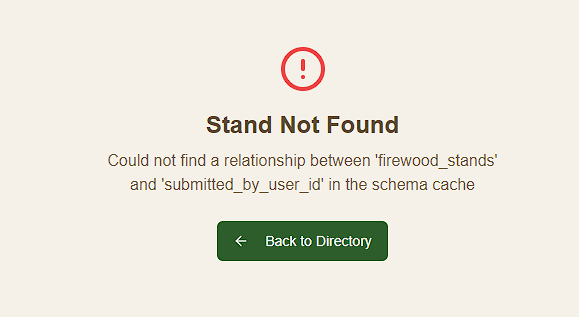 Stand Not Found
Could not find a relationship between 'firewood_stands'
and 'submitted_by_user_id' in the schema cache
Back to Directory